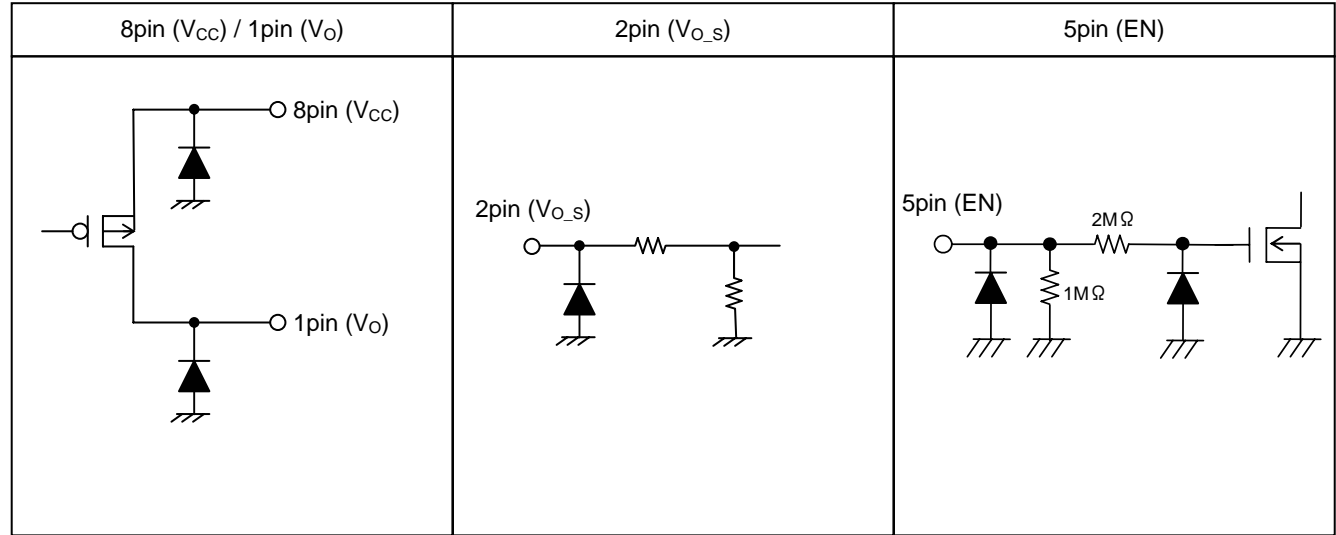 8pin (VCC) / 1pin (VO)
2pin (VO_S)
5pin (EN)
8pin (VCC)
1pin (VO)
2pin (VO_S)
5pin (EN)
2MΩ
1MΩ